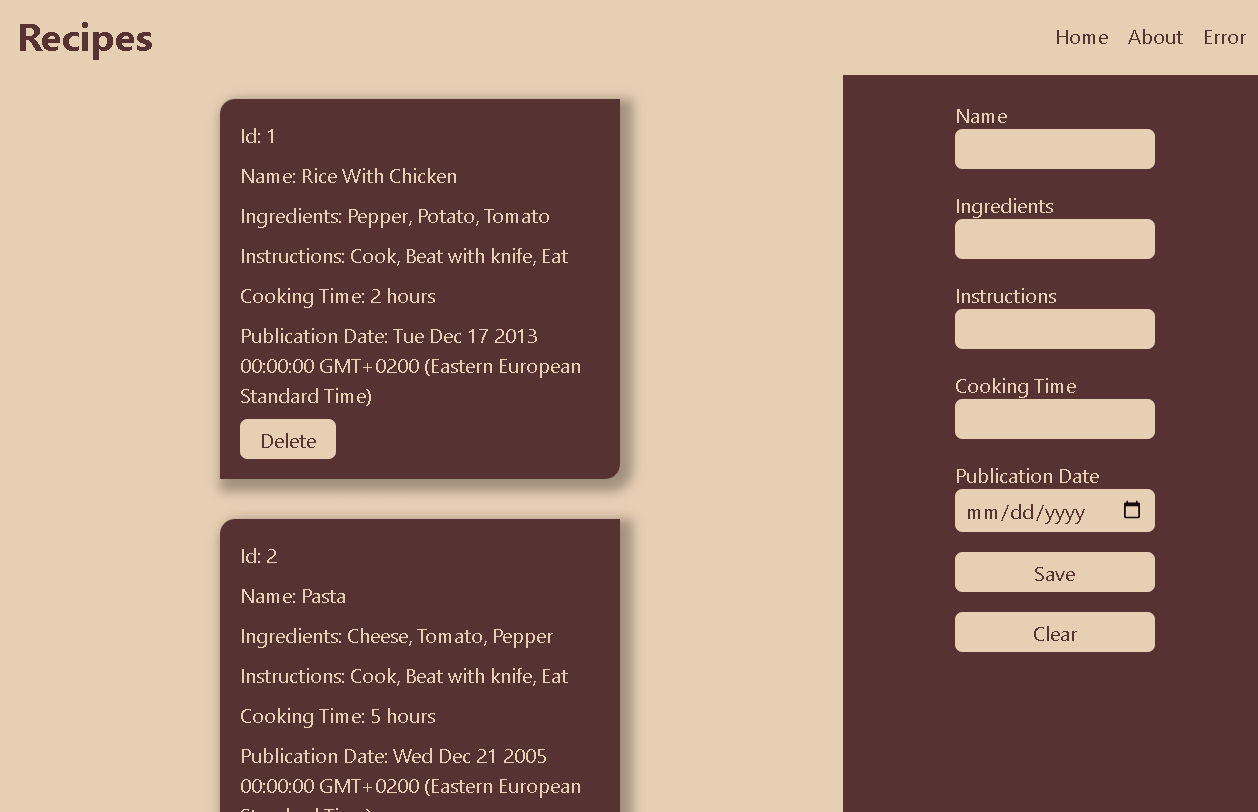 Recipes
Home About Error
Id: 1
Name: Rice With Chicken
Ingredients: Pepper, Potato, Tomato
Instructions: Cook, Beat with knife, Eat
Cooking Time: 2 hours
Publication Date: Tue Dec 17 2013
00:00:00 GMT+0200 (Eastern European
Standard Time)
Delete
Id: 2
Name: Pasta
Ingredients: Cheese, Tomato, Pepper
Instructions: Cook, Beat with knife, Eat
Cooking Time: 5 hours
Publication Date: Wed Dec 21 2005
00:00:00 GMT+0200 (Eastern European
Standard Time)
Name
Ingredients
Instructions
Cooking Time
Publication Date
mm/dd/yyyy
Save
Clear